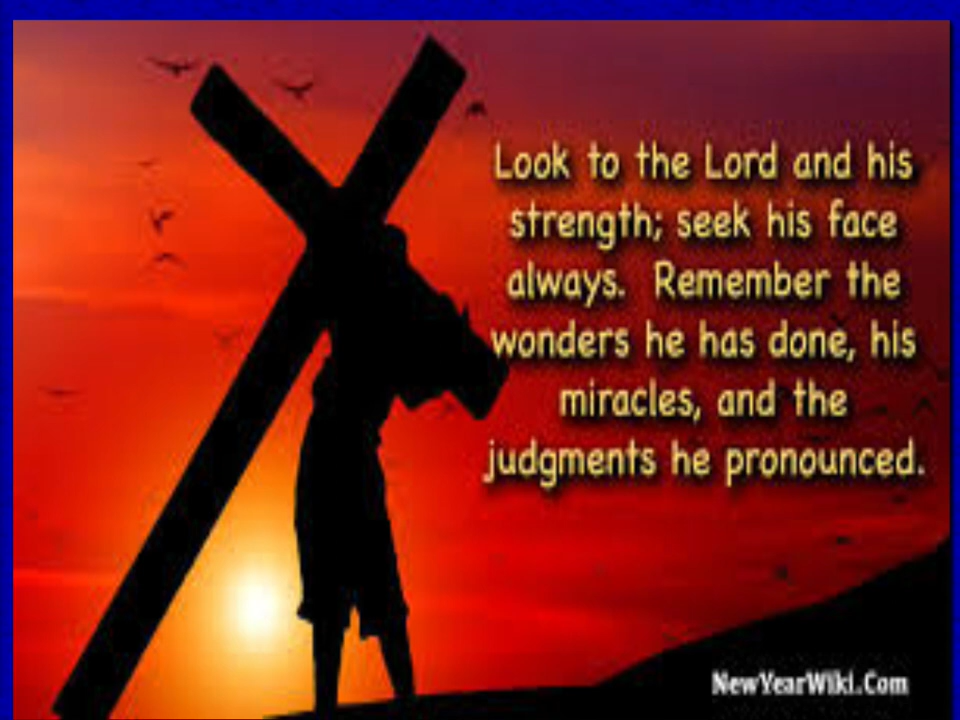 Look to the Lord and his
strength; seek his face
always. Remember the
wonders he has done, his
miracles, and the
judgments he pronounced.
NewYearWiki.Com